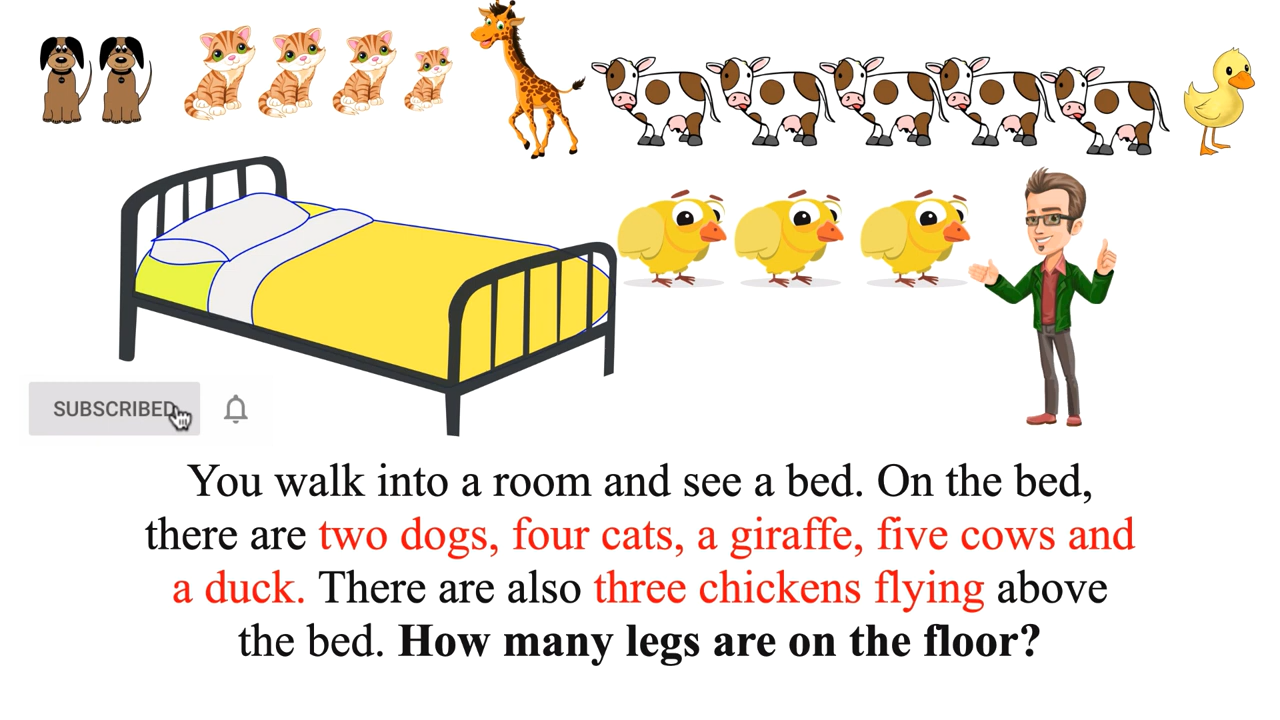 SUBSCRIBED
You walk into a room and see a bed. On the bed,
there are two dogs, four cats, a giraffe, five cows and
a duck. There are also three chickens flying above
the bed. How many legs are on the floor?